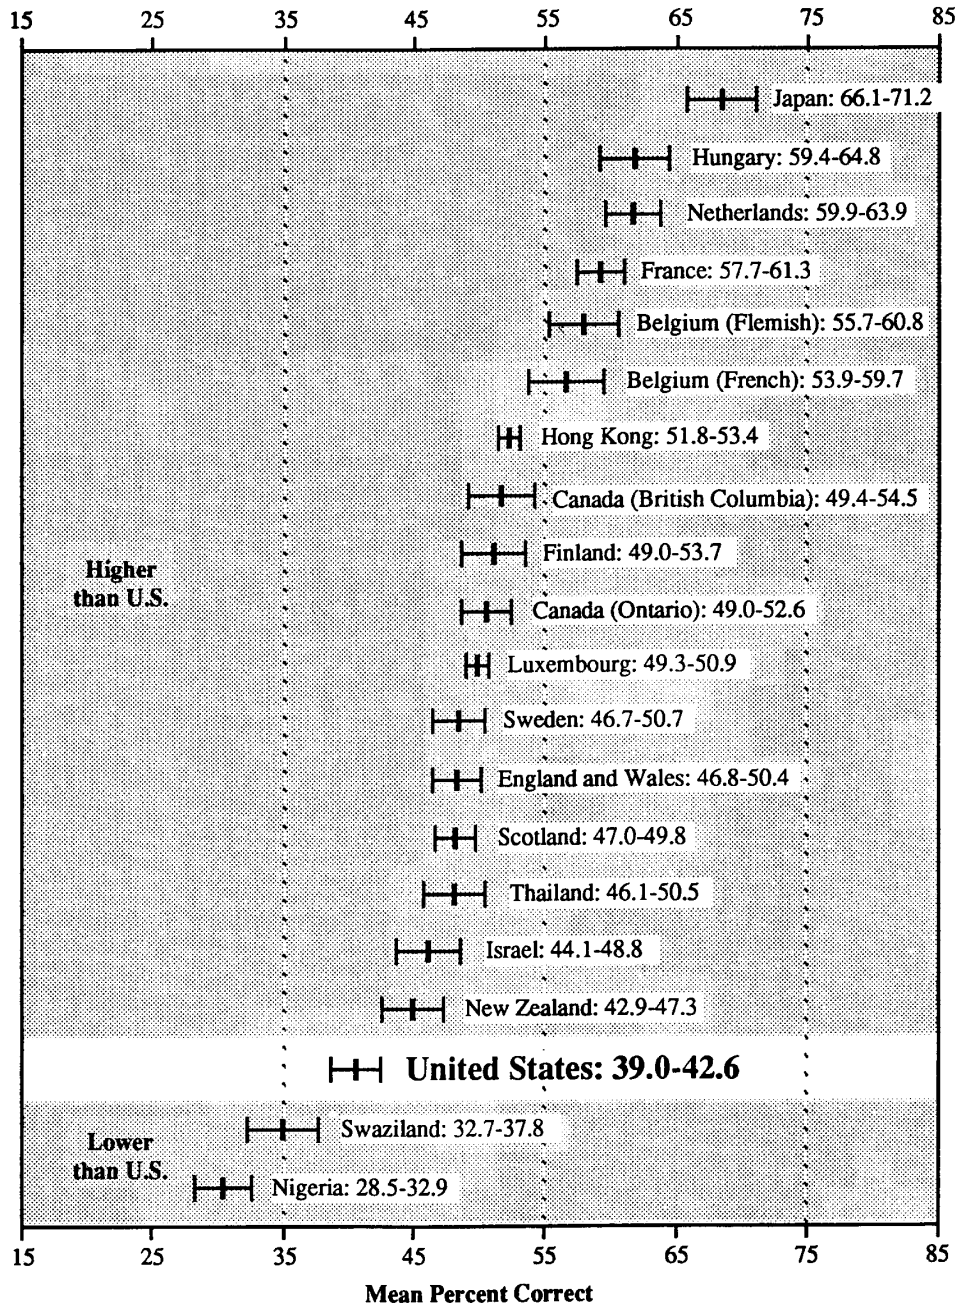 15 25 35 45 55 65 75 85
Japan: 66.1-71.2
Hungary: 59.4-64.8
Netherlands: 59.9-63.9
France: 57.7-61.3
Belgium (Flemish): 55.7-60.8
Belgium (French): 53.9-59.7
Hong Kong: 51.8-53.4
Canada (British Columbia): 49.4-54.5
Finland: 49.0-53.7
Higher
than U.S.
Canada (Ontario): 49.0-52.6
Luxembourg: 49.3-50.9
Sweden: 46.7-50.7
England and Wales: 46.8-50.4
Scotland: 47.0-49.8
Thailand: 46.1-50.5
Israel: 44.1-48.8
New Zealand: 42.9-47.3
United States: 39.0-42.6
Swaziland: 32.7-37.8
Lower
than U.S.
Nigeria: 28.5-32.9
15 25 35 45 55 65 75 85
Mean Percent Correct